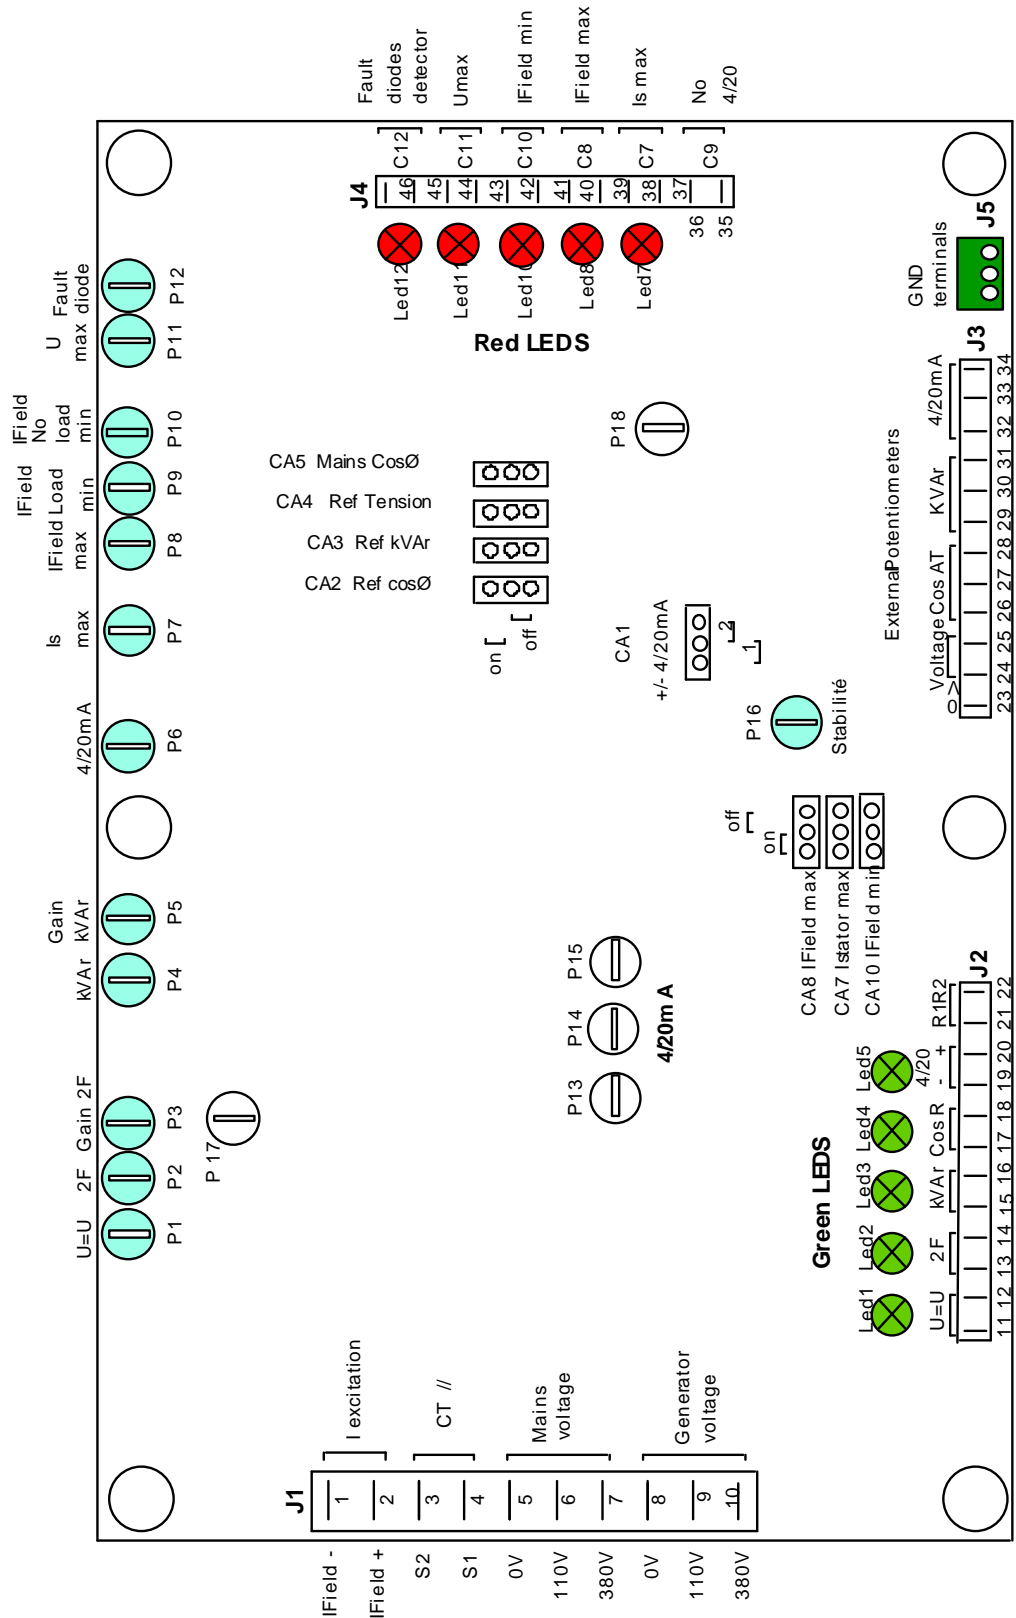 Fault
diodes
detector
Umax
IField min
IField max
Is max
No
4/20
C12
C11
C10
C8
C7
C9
J4
46
45
44
43
42
41
40
39
38
37
36
35
Led12
Led11
Led10
Led8
Led7
Red LEDS
GND
terminals
J5
Fault
diode
P12
U
max
P11
IField
No
load
min
P10
IField
Load
min
P9
IField
max
P8
Is
max
P7
4/20mA
P6
Gain
kVAr
P5
kVAr
P4
Gain 2F
P3
2F
P2
U=U
P1
P17
P18
CA5 Mains CosØ
CA4 Ref Tension
CA3 Ref kVAr
CA2 Ref cosØ
on
off
CA1
+/- 4/20mA
2
1
P16
Stabilité
J3
External Potentiometers
4/20mA
KVAr
Cos AT
Voltage
0V
34
33
32
31
30
29
28
27
26
25
24
23
off
on
CA8 IField max
CA7 Istator max
CA10 IField min
P15
P14
P13
4/20mA
Green LEDS
Led5
Led4
Led3
Led2
Led1
J2
R1R2
4/20
- +
CosR
kVAr
2F
U=U
22
21
20
19
18
17
16
15
14
13
12
11
I excitation
CT //
Mains
voltage
Generator
voltage
J1
1
2
3
4
5
6
7
8
9
10
IField -
IField +
S2
S1
0V
110V
380V
0V
110V
380V